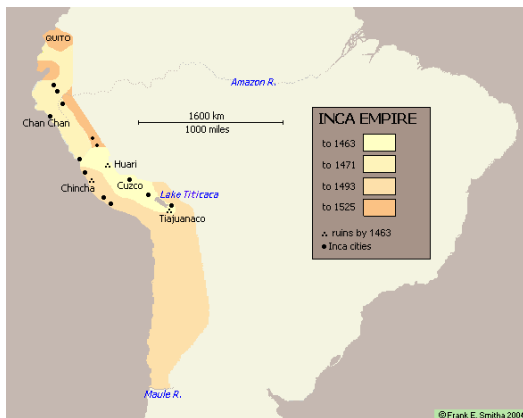 QUITO
Amazon R.
1600 km
1000 miles
Chan Chan
INCA EMPIRE
to 1463
to 1471
to 1493
to 1525
ruins by 1463
Inca cities
Huari
Chincha
Cuzco
Lake Titicaca
Tiajuanaco
Maule R.
©Frank E. Smitha 2004